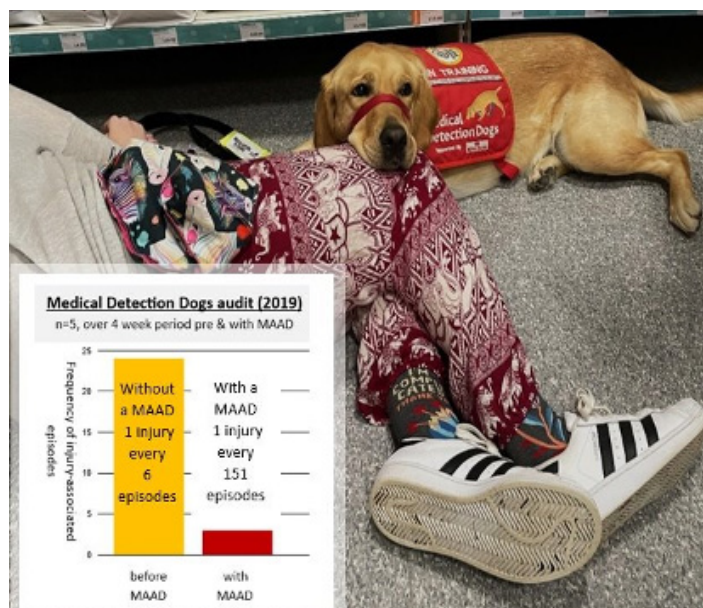 N TRAINING
Medical
Detection Dogs
I'M
COMP
CATE
Medical Detection Dogs audit (2019)
n=5, over 4 week period pre & with MAAD
Frequency of injury-associated
episodes
25
20
15
10
5
0
Without
a MAAD
1 injury
every
6
episodes
With a
MAAD
1 injury
every
151
episodes
before
MAAD
with
MAAD